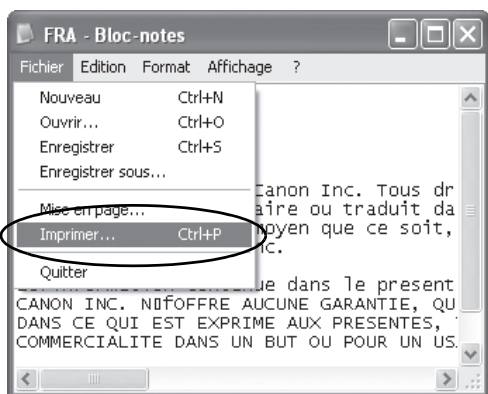 FRA - Bloc-notes
Fichier Edition Format Affichage ?
Nouveau Ctrl+N
Ouvrir... Ctrl+O
Enregistrer Ctrl+S
Enregistrer sous...
Canon Inc. Tous dr
Mise en page...
aire ou traduit da
Imprimer... Ctrl+P
oyen que ce soit,
Quitter
dans le present
CANON INC. NŒfOFFRE AUCUNE GARANTIE, QU
DANS CE QUI EST EXPRIME AUX PRESENTES,
COMMERCIALITE DANS UN BUT OU POUR UN US